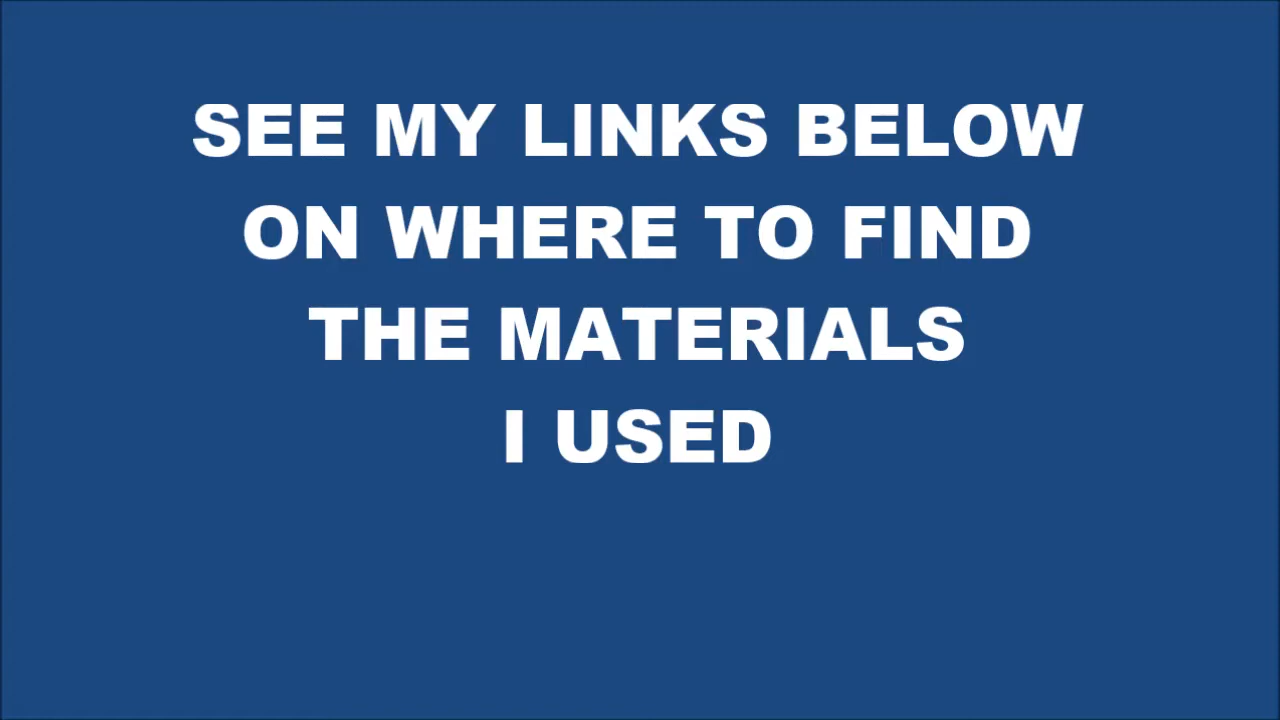 SEE MY LINKS BELOW
ON WHERE TO FIND
THE MATERIALS
I USED